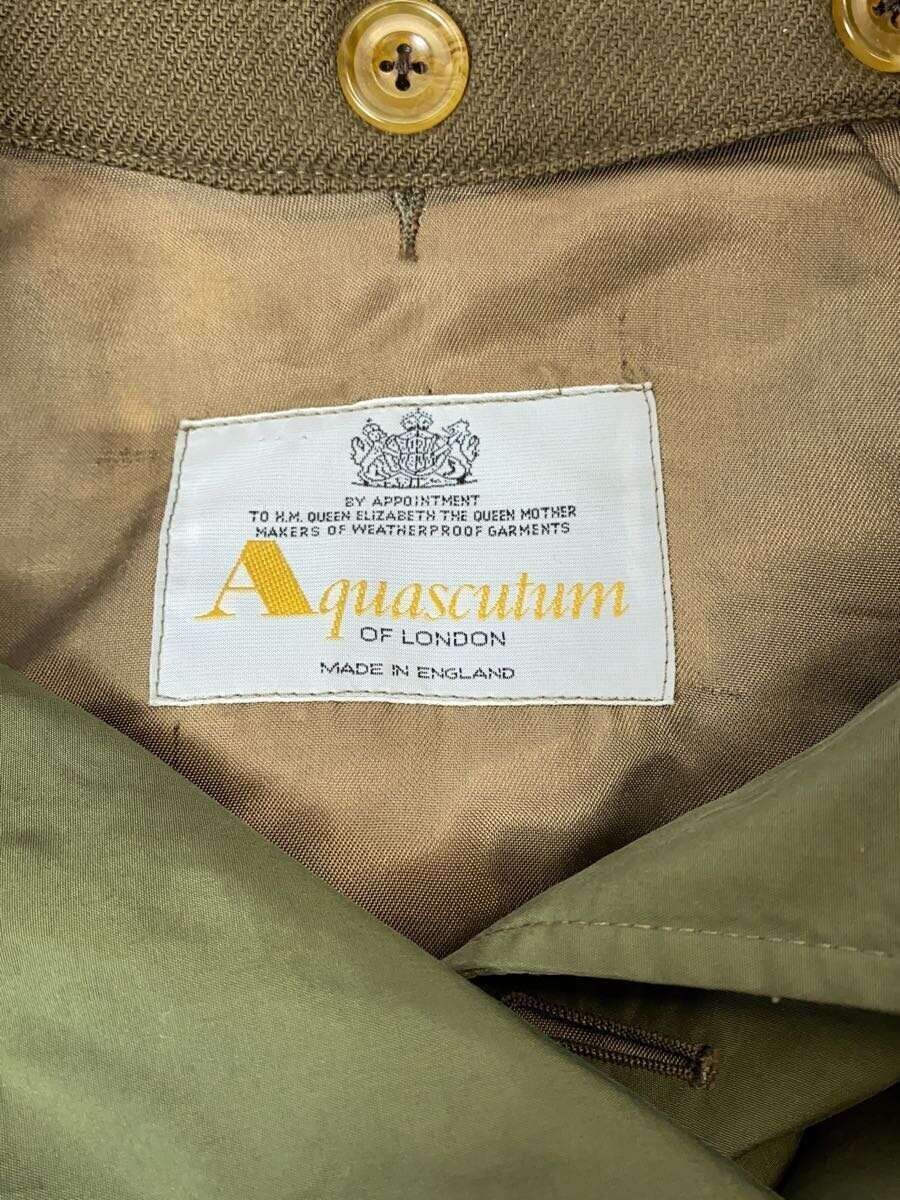 BY APPOINTMENT
TO H.M. QUEEN ELIZABETH THE QUEEN MOTHER
MAKERS OF WEATHERPROOF GARMENTS
Aquascutum
OF LONDON
MADE IN ENGLAND